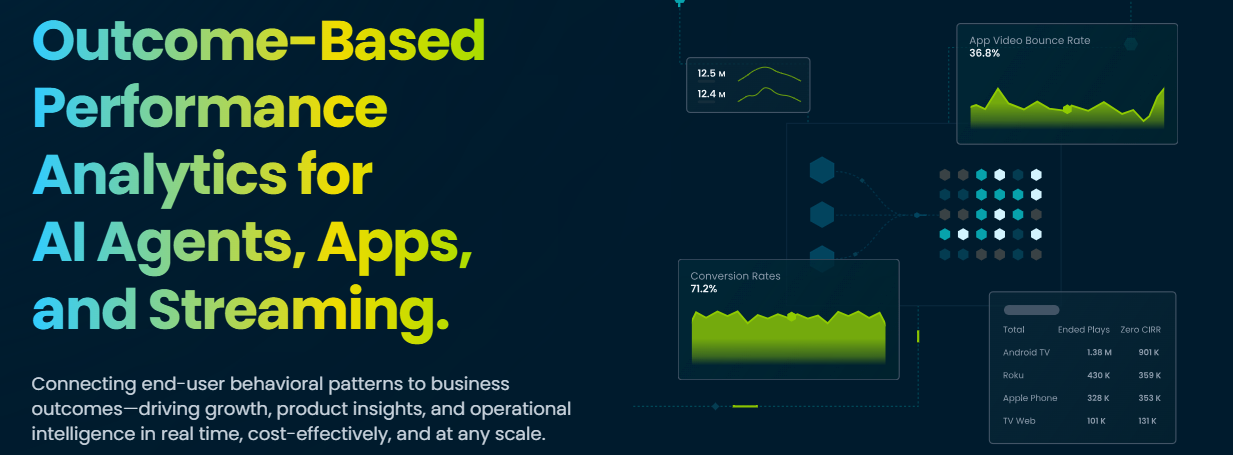 Outcome-Based
Performance
Analytics for
AI Agents, Apps,
and Streaming.
Connecting end-user behavioral patterns to business
outcomes—driving growth, product insights, and operational
intelligence in real time, cost-effectively, and at any scale.
12.5 M
12.4 M
App Video Bounce Rate
36.8%
Conversion Rates
71.2%
Total Ended Plays Zero CIRR
Android TV 1.38 M 901 K
Roku 430 K 359 K
Apple Phone 328 K 353 K
TV Web 101 K 131 K